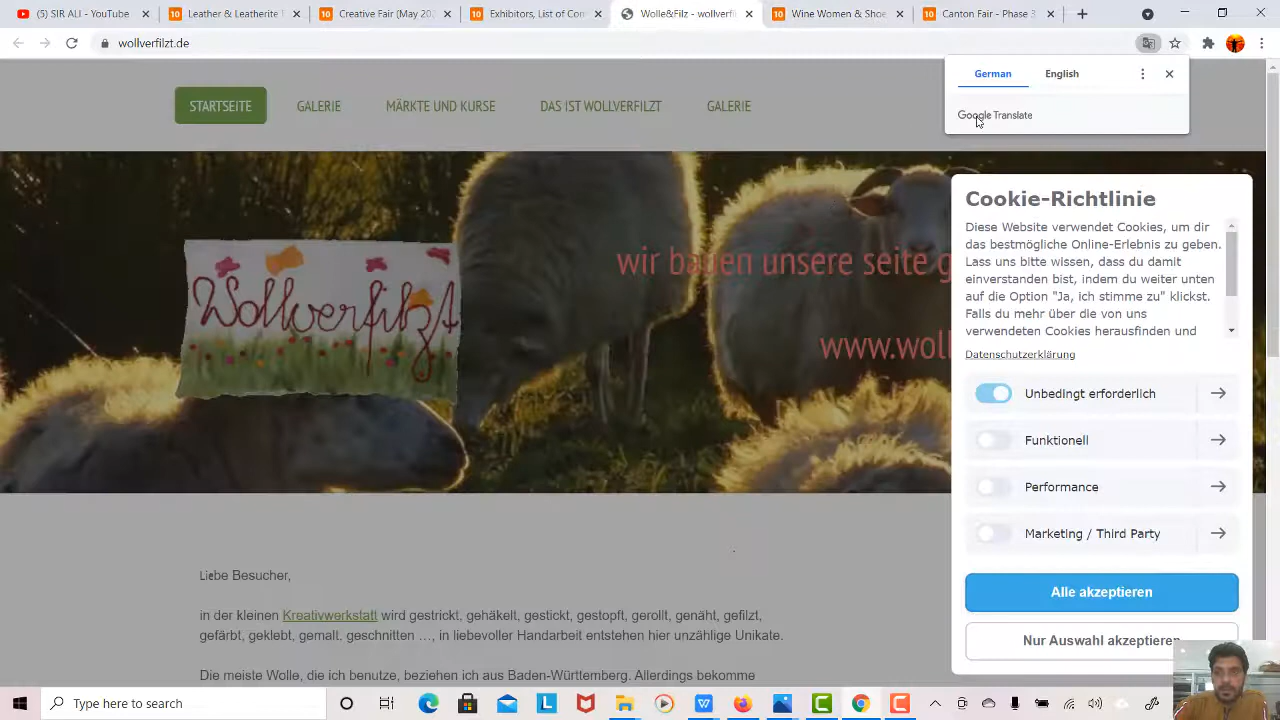 (5) SIR ALI - YouTube
Leather & Leatherite
Creative Fair (May 202
Exhibitors, List of Con
Wolle&Filz - wollverfi
Wine Women & Shoe
Canton Fair - Phase 3
wollverfilzt.de
German
English
Google Translate
STARTSEITE
GALERIE
MÄRKTE UND KURSE
DAS IST WOLLVERFILZT
GALERIE
Wollverfilzt
wir bauen unsere seite g
www.woll
Cookie-Richtlinie
Diese Website verwendet Cookies, um dir
das bestmögliche Online-Erlebnis zu geben.
Lass uns bitte wissen, dass du damit
einverstanden bist, indem du weiter unten
auf die Option "Ja, ich stimme zu" klickst.
Falls du mehr über die von uns
verwendeten Cookies herausfinden und
Datenschutzerklärung
Unbedingt erforderlich
Funktionell
Performance
Marketing / Third Party
Alle akzeptieren
Nur Auswahl akzeptieren
Liebe Besucher,
in der kleinen Kreativwerkstatt wird gestrickt, gehäkelt, gestickt, gestopft, gerollt, genäht, gefilzt,
gefärbt, geklebt, gemalt, geschnitten …, in liebevoller Handarbeit entstehen hier unzählige Unikate.
Die meiste Wolle, die ich benutze, beziehen ich aus Baden-Württemberg. Allerdings bekomme
Type here to search